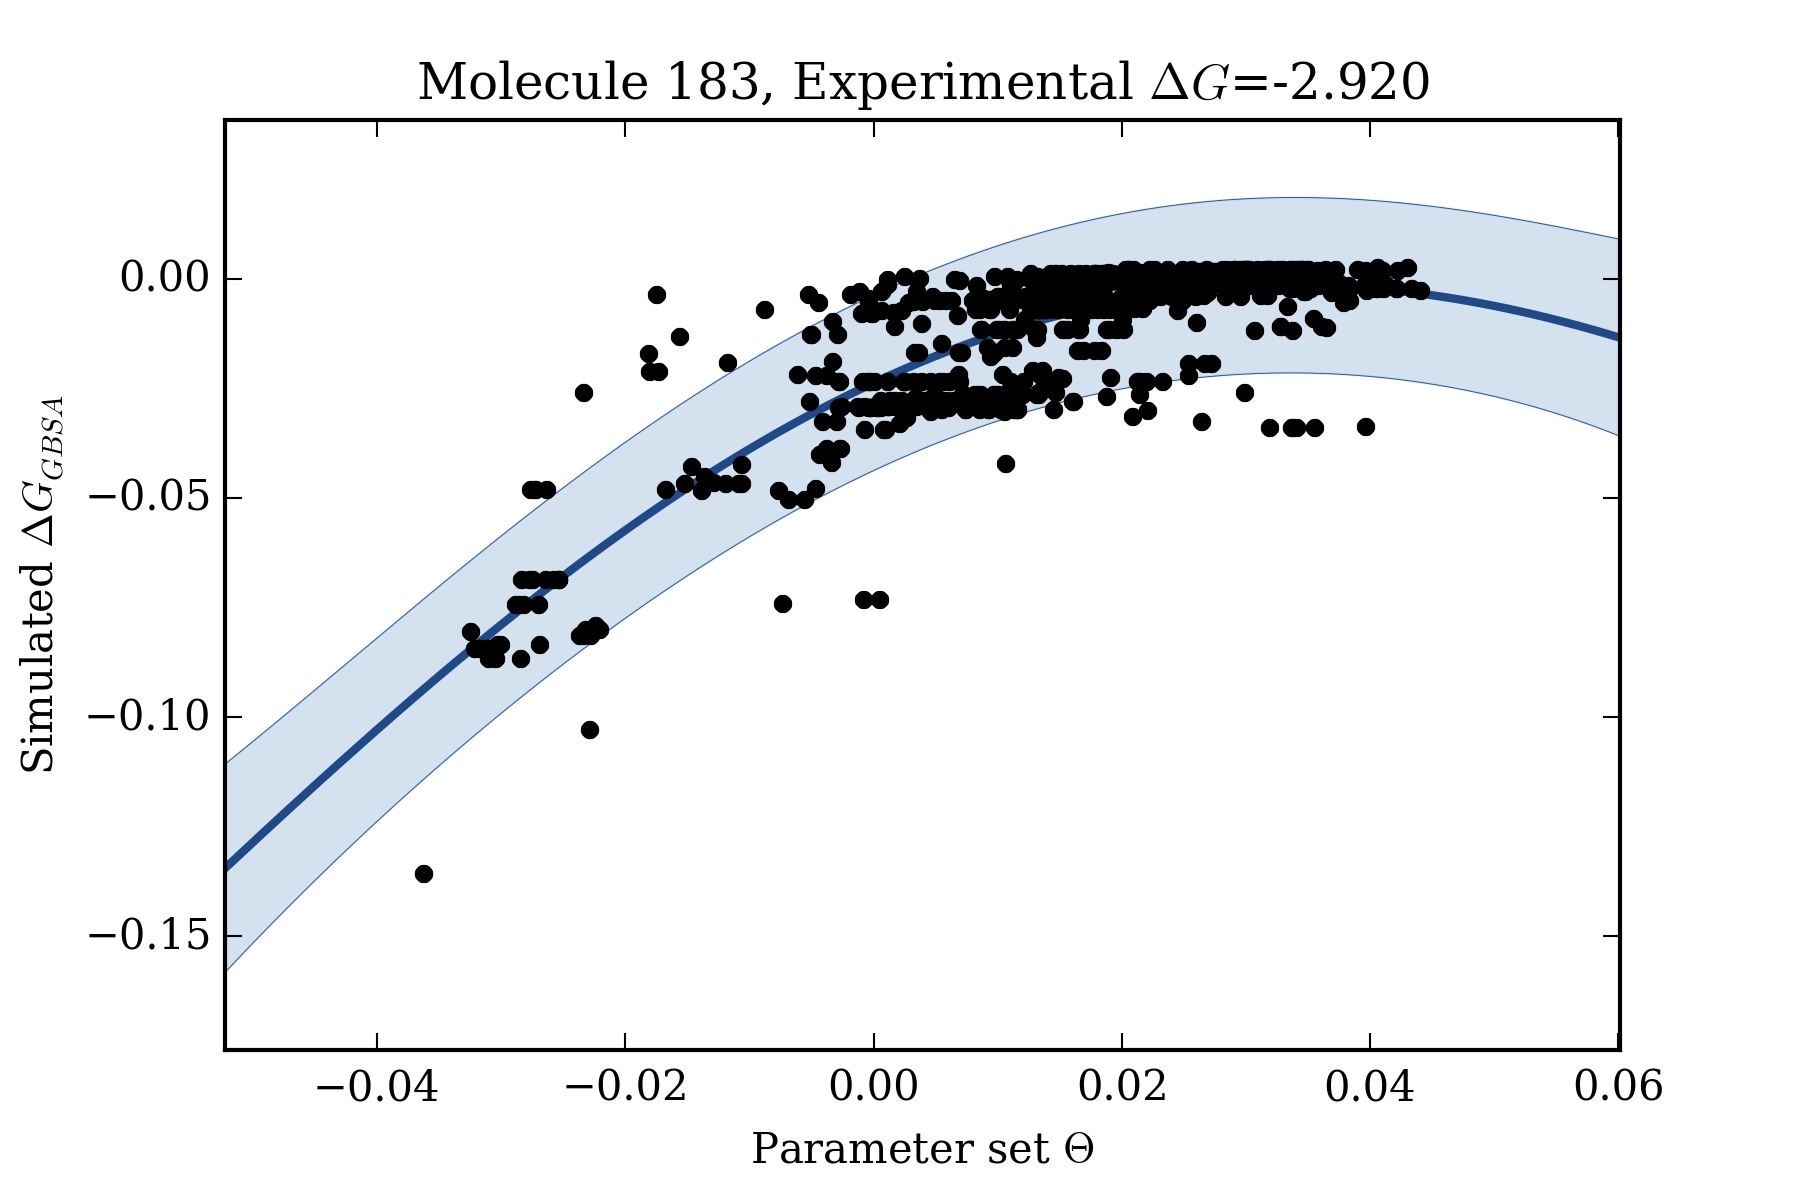 Molecule 183, Experimental ΔG=-2.920
Simulated ΔG_GBSA
0.00
−0.05
−0.10
−0.15
−0.04 −0.02 0.00 0.02 0.04 0.06
Parameter set Θ